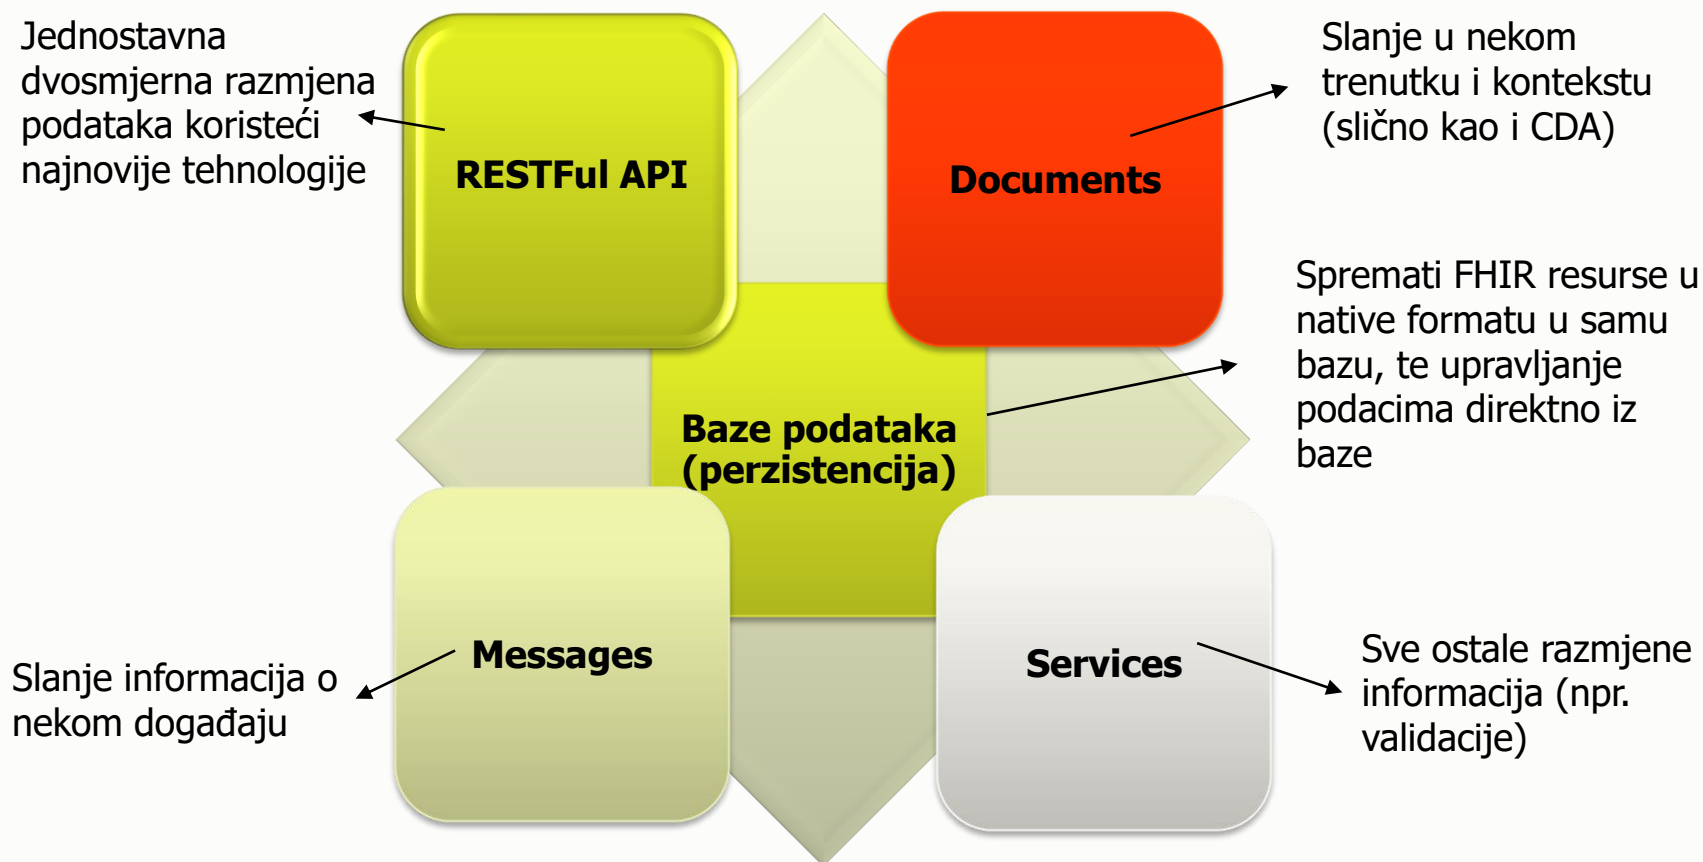 Jednostavna
dvosmjerna razmjena
podataka koristeći
najnovije tehnologije
RESTFul API
Documents
Slanje u nekom
trenutku i kontekstu
(slično kao i CDA)
Baze podataka
(perzistencija)
Spremati FHIR resurse u
native formatu u samu
bazu, te upravljanje
podacima direktno iz
baze
Messages
Slanje informacija o
nekom događaju
Services
Sve ostale razmjene
informacija (npr.
validacije)